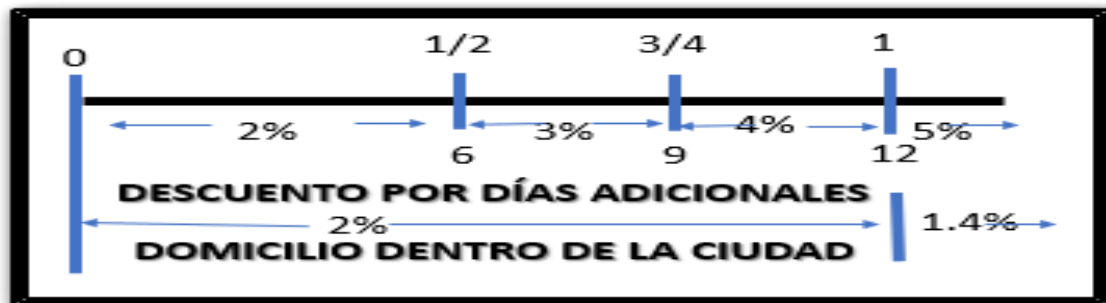 0 1/2 3/4 1
2% 3% 4% 5%
6 9 12
DESCUENTO POR DÍAS ADICIONALES
2% 1.4%
DOMICILIO DENTRO DE LA CIUDAD